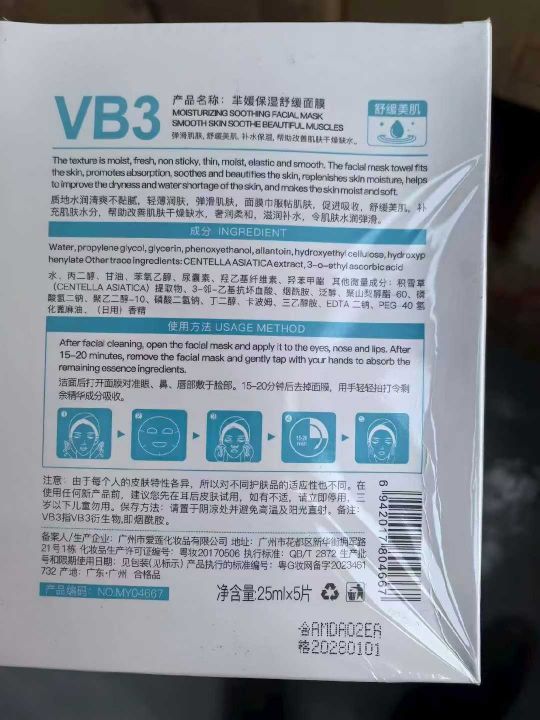 VB3
产品名称：芈媛保湿舒缓面膜
MOISTURIZING SOOTHING FACIAL MASK
SMOOTH SKIN SOOTHE BEAUTIFUL MUSCLES
弹滑肌肤, 舒缓美肌, 补水保湿, 帮助改善肌肤干燥缺水。
舒缓美肌
The texture is moist, fresh, non sticky, thin, moist, elastic and smooth. The facial mask towel fits
the skin, promotes absorption, soothes and beautifies the skin, replenishes skin moisture, helps
to improve the dryness and water shortage of the skin, and makes the skin moist and soft.
质地水润清爽不黏腻，轻薄润肤，弹滑肌肤，面膜巾服帖肌肤，促进吸收，舒缓美肌。补
充肌肤水分，帮助改善肌肤干燥缺水，奢润柔和，滋润补水，令肌肤水润弹滑。
成分 INGREDIENT
Water, propylene glycol, glycerin, phenoxyethanol, allantoin, hydroxyethyl cellulose, hydroxyp
henylate Other trace ingredients: CENTELLA ASIATICA extract, 3-o-ethyl ascorbic acid
水、丙二醇、甘油、苯氧乙醇、尿囊素、羟乙基纤维素、羟苯甲酯 其他微量成分：积雪草
（CENTELLA ASIATICA）提取物、3-邻-乙基抗坏血酸、烟酰胺、泛醇、聚山梨醇酯-60、磷
酸氢二钠、聚乙二醇-10、磷酸二氢钠、丁二醇、卡波姆、三乙醇胺、EDTA 二钠、PEG-40 氢
化蓖麻油、（日用）香精
使用方法 USAGE METHOD
After facial cleaning, open the facial mask and apply it to the eyes, nose and lips. After
15-20 minutes, remove the facial mask and gently tap with your hands to absorb the
remaining essence ingredients.
洁面后打开面膜对准眼、鼻、唇部敷于脸部。15-20分钟后去掉面膜，用手轻轻拍打令剩
余精华成分吸收。
1 2 3 4 5
15-20
min
注意：由于每个人的皮肤特性各异，所以对不同护肤品的适应性也不同。在
使用任何新产品前，建议您先在耳后皮肤试用，如有不适，请立即停用，三
岁以下儿童勿用。保存方法：请置于阴凉处并避免高温及阳光直射。备注：
VB3指VB3衍生物,即烟酰胺。
备案人/生产企业：广州市爱莲化妆品有限公司 地址：广州市花都区新华街
21号1栋 化妆品生产许可证编号：粤妆20170506 执行标准：QB/T 2872 生产批
号和限期使用日期：见包装(见标示) 产品执行的标准编号：粤G妆网备字2023461
732 产地：广东·广州 合格品
产品编码：NO.MY04667
净含量:25ml×5片
6 942017 804667
AMDA02EA
20280101